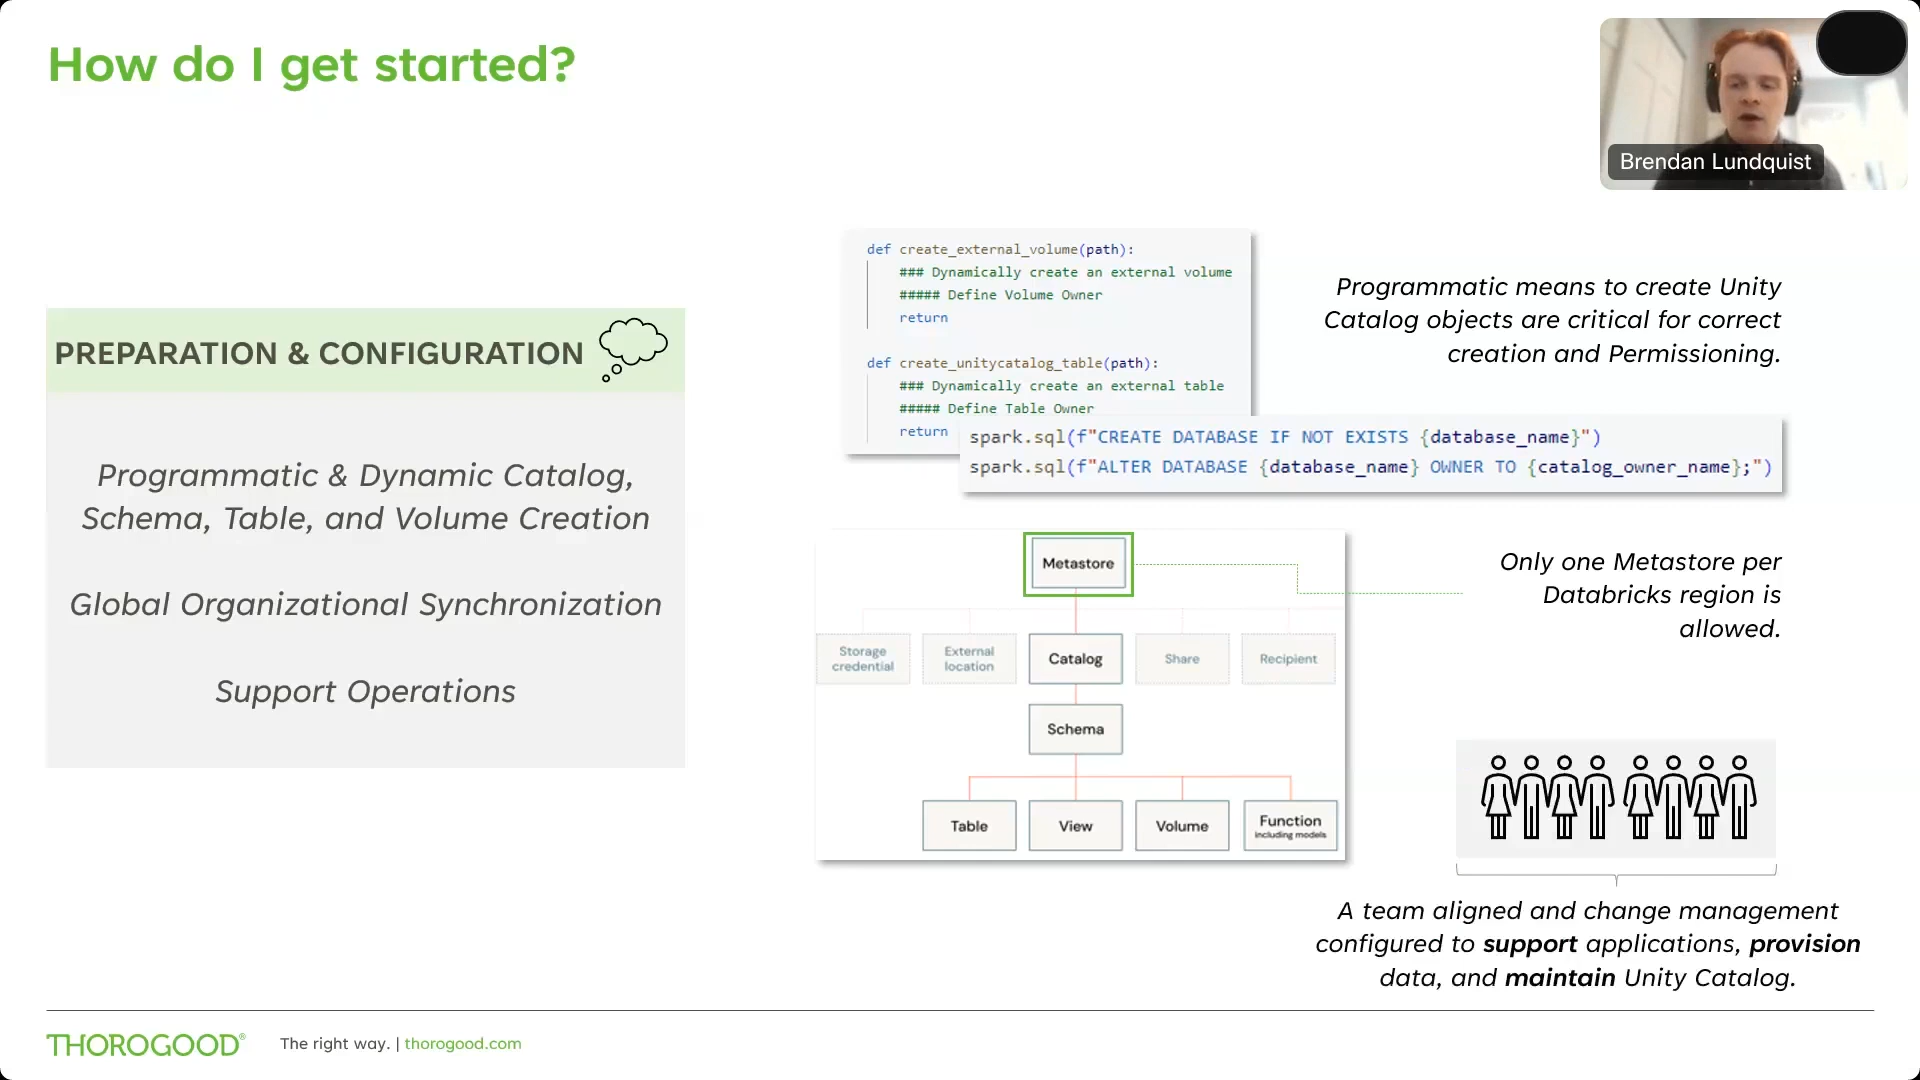 How do I get started?
Brendan Lundquist
PREPARATION & CONFIGURATION
Programmatic & Dynamic Catalog,
Schema, Table, and Volume Creation
Global Organizational Synchronization
Support Operations
def create_external_volume(path):
### Dynamically create an external volume
##### Define Volume Owner
return
def create_unitycatalog_table(path):
### Dynamically create an external table
##### Define Table Owner
return
spark.sql(f"CREATE DATABASE IF NOT EXISTS {database_name}")
spark.sql(f"ALTER DATABASE {database_name} OWNER TO {catalog_owner_name};")
Programmatic means to create Unity
Catalog objects are critical for correct
creation and Permissioning.
Metastore
Storage
credential
External
location
Catalog
Share
Recipient
Schema
Table
View
Volume
Function
including models
Only one Metastore per
Databricks region is
allowed.
A team aligned and change management
configured to support applications, provision
data, and maintain Unity Catalog.
THOROGOOD®
The right way. | thorogood.com